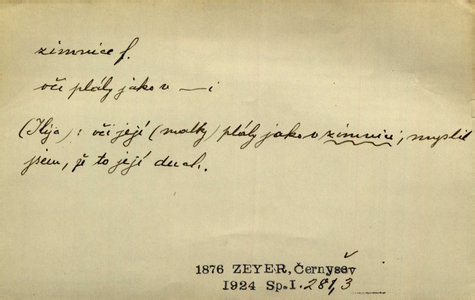 zimnice f.
oči plály jako v —i
(Ilja): oči její (matky) plály jako v zimnici; myslil
jsem, že to její duch.
1876 ZEYER, Černyšev
1924 Sp.I. 281,3